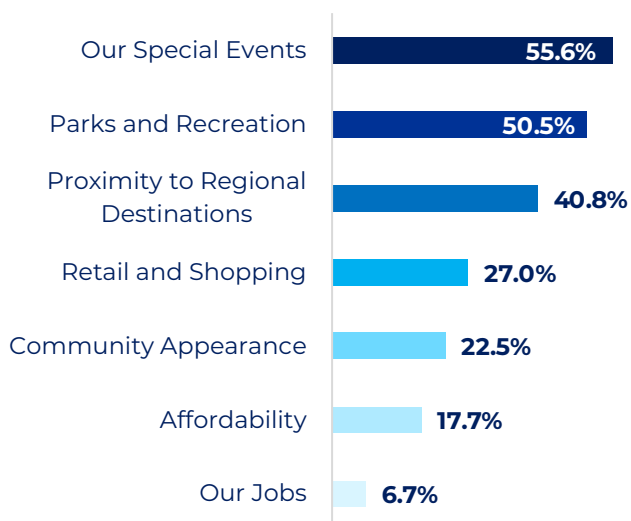 Our Special Events
55.6%
Parks and Recreation
50.5%
Proximity to Regional
Destinations
40.8%
Retail and Shopping
27.0%
Community Appearance
22.5%
Affordability
17.7%
Our Jobs
6.7%